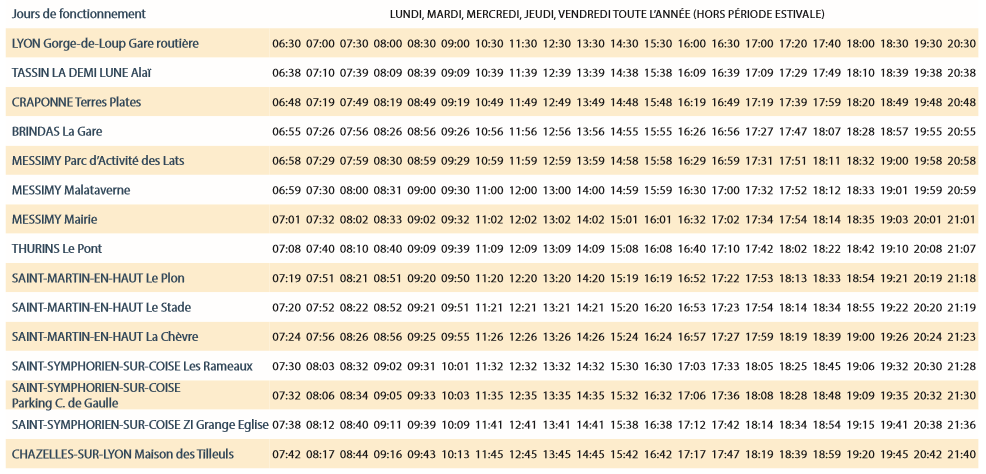 Jours de fonctionnement LUNDI, MARDI, MERCREDI, JEUDI, VENDREDI TOUTE L'ANNÉE (HORS PÉRIODE ESTIVALE)
LYON Gorge-de-Loup Gare routière 06:30 07:00 07:30 08:00 08:30 09:00 10:30 11:30 12:30 13:30 14:30 15:30 16:00 16:30 17:00 17:20 17:40 18:00 18:30 19:30 20:30
TASSIN LA DEMI LUNE Alaï 06:38 07:10 07:39 08:09 08:39 09:09 10:39 11:39 12:39 13:39 14:38 15:38 16:09 16:39 17:09 17:29 17:49 18:10 18:39 19:38 20:38
CRAPONNE Terres Plates 06:48 07:19 07:49 08:19 08:49 09:19 10:49 11:49 12:49 13:49 14:48 15:48 16:19 16:49 17:19 17:39 17:59 18:20 18:49 19:48 20:48
BRINDAS La Gare 06:55 07:26 07:56 08:26 08:56 09:26 10:56 11:56 12:56 13:56 14:55 15:55 16:26 16:56 17:27 17:47 18:07 18:28 18:57 19:55 20:55
MESSIMY Parc d'Activité des Lats 06:58 07:29 07:59 08:30 08:59 09:29 10:59 11:59 12:59 13:59 14:58 15:58 16:29 16:59 17:31 17:51 18:11 18:32 19:00 19:58 20:58
MESSIMY Malataverne 06:59 07:30 08:00 08:31 09:00 09:30 11:00 12:00 13:00 14:00 14:59 15:59 16:30 17:00 17:32 17:52 18:12 18:33 19:01 19:59 20:59
MESSIMY Mairie 07:01 07:32 08:02 08:33 09:02 09:32 11:02 12:02 13:02 14:02 15:01 16:01 16:32 17:02 17:34 17:54 18:14 18:35 19:03 20:01 21:01
THURINS Le Pont 07:08 07:40 08:10 08:40 09:09 09:39 11:09 12:09 13:09 14:09 15:08 16:08 16:40 17:10 17:42 18:02 18:22 18:42 19:10 20:08 21:07
SAINT-MARTIN-EN-HAUT Le Plon 07:19 07:51 08:21 08:51 09:20 09:50 11:20 12:20 13:20 14:20 15:19 16:19 16:52 17:22 17:53 18:13 18:33 18:54 19:21 20:19 21:18
SAINT-MARTIN-EN-HAUT Le Stade 07:20 07:52 08:22 08:52 09:21 09:51 11:21 12:21 13:21 14:21 15:20 16:20 16:53 17:23 17:54 18:14 18:34 18:55 19:22 20:20 21:19
SAINT-MARTIN-EN-HAUT La Chèvre 07:24 07:56 08:26 08:56 09:25 09:55 11:26 12:26 13:26 14:26 15:24 16:24 16:57 17:27 17:59 18:19 18:39 19:00 19:26 20:24 21:23
SAINT-SYMPHORIEN-SUR-COISE Les Rameaux 07:30 08:03 08:32 09:02 09:31 10:01 11:32 12:32 13:32 14:32 15:30 16:30 17:03 17:33 18:05 18:25 18:45 19:06 19:32 20:30 21:28
SAINT-SYMPHORIEN-SUR-COISE
Parking C. de Gaulle 07:32 08:06 08:34 09:05 09:33 10:03 11:35 12:35 13:35 14:35 15:32 16:32 17:06 17:36 18:08 18:28 18:48 19:09 19:35 20:32 21:30
SAINT-SYMPHORIEN-SUR-COISE ZI Grange Eglise 07:38 08:12 08:40 09:11 09:39 10:09 11:41 12:41 13:41 14:41 15:38 16:38 17:12 17:42 18:14 18:34 18:54 19:15 19:41 20:38 21:36
CHAZELLES-SUR-LYON Maison des Tilleuls 07:42 08:17 08:44 09:16 09:43 10:13 11:45 12:45 13:45 14:45 15:42 16:42 17:17 17:47 18:19 18:39 18:59 19:20 19:45 20:42 21:40